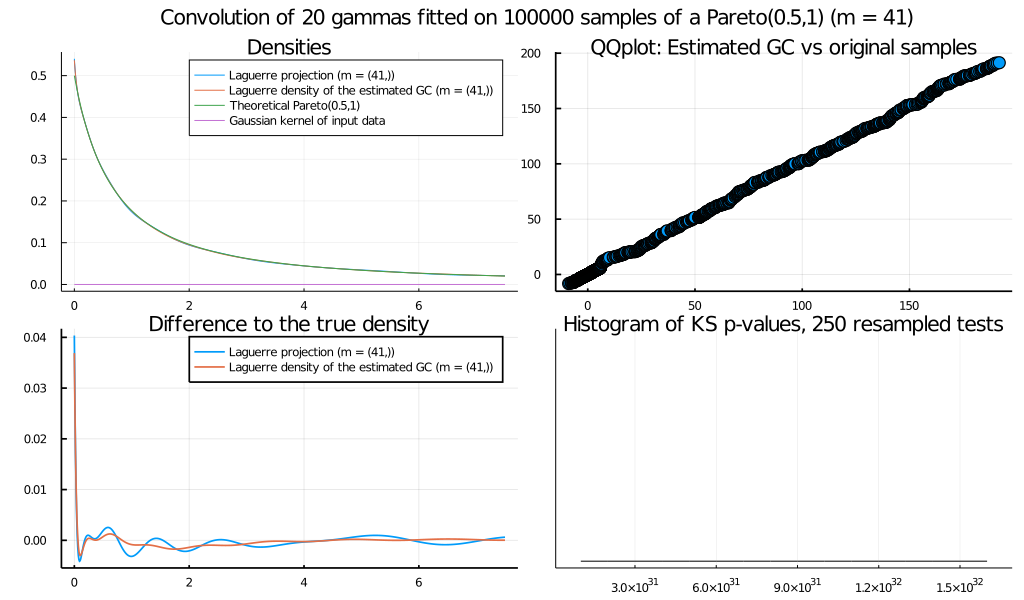 Convolution of 20 gammas fitted on 100000 samples of a Pareto(0.5,1) (m = 41)
Densities
Laguerre projection (m = (41,))
Laguerre density of the estimated GC (m = (41,))
Theoretical Pareto(0.5,1)
Gaussian kernel of input data
0.5
0.4
0.3
0.2
0.1
0.0
0 2 4 6
QQplot: Estimated GC vs original samples
200
150
100
50
0
0 50 100 150
Difference to the true density
Laguerre projection (m = (41,))
Laguerre density of the estimated GC (m = (41,))
0.04
0.03
0.02
0.01
0.00
0 2 4 6
Histogram of KS p-values, 250 resampled tests
3.0×10³¹ 6.0×10³¹ 9.0×10³¹ 1.2×10³² 1.5×10³²